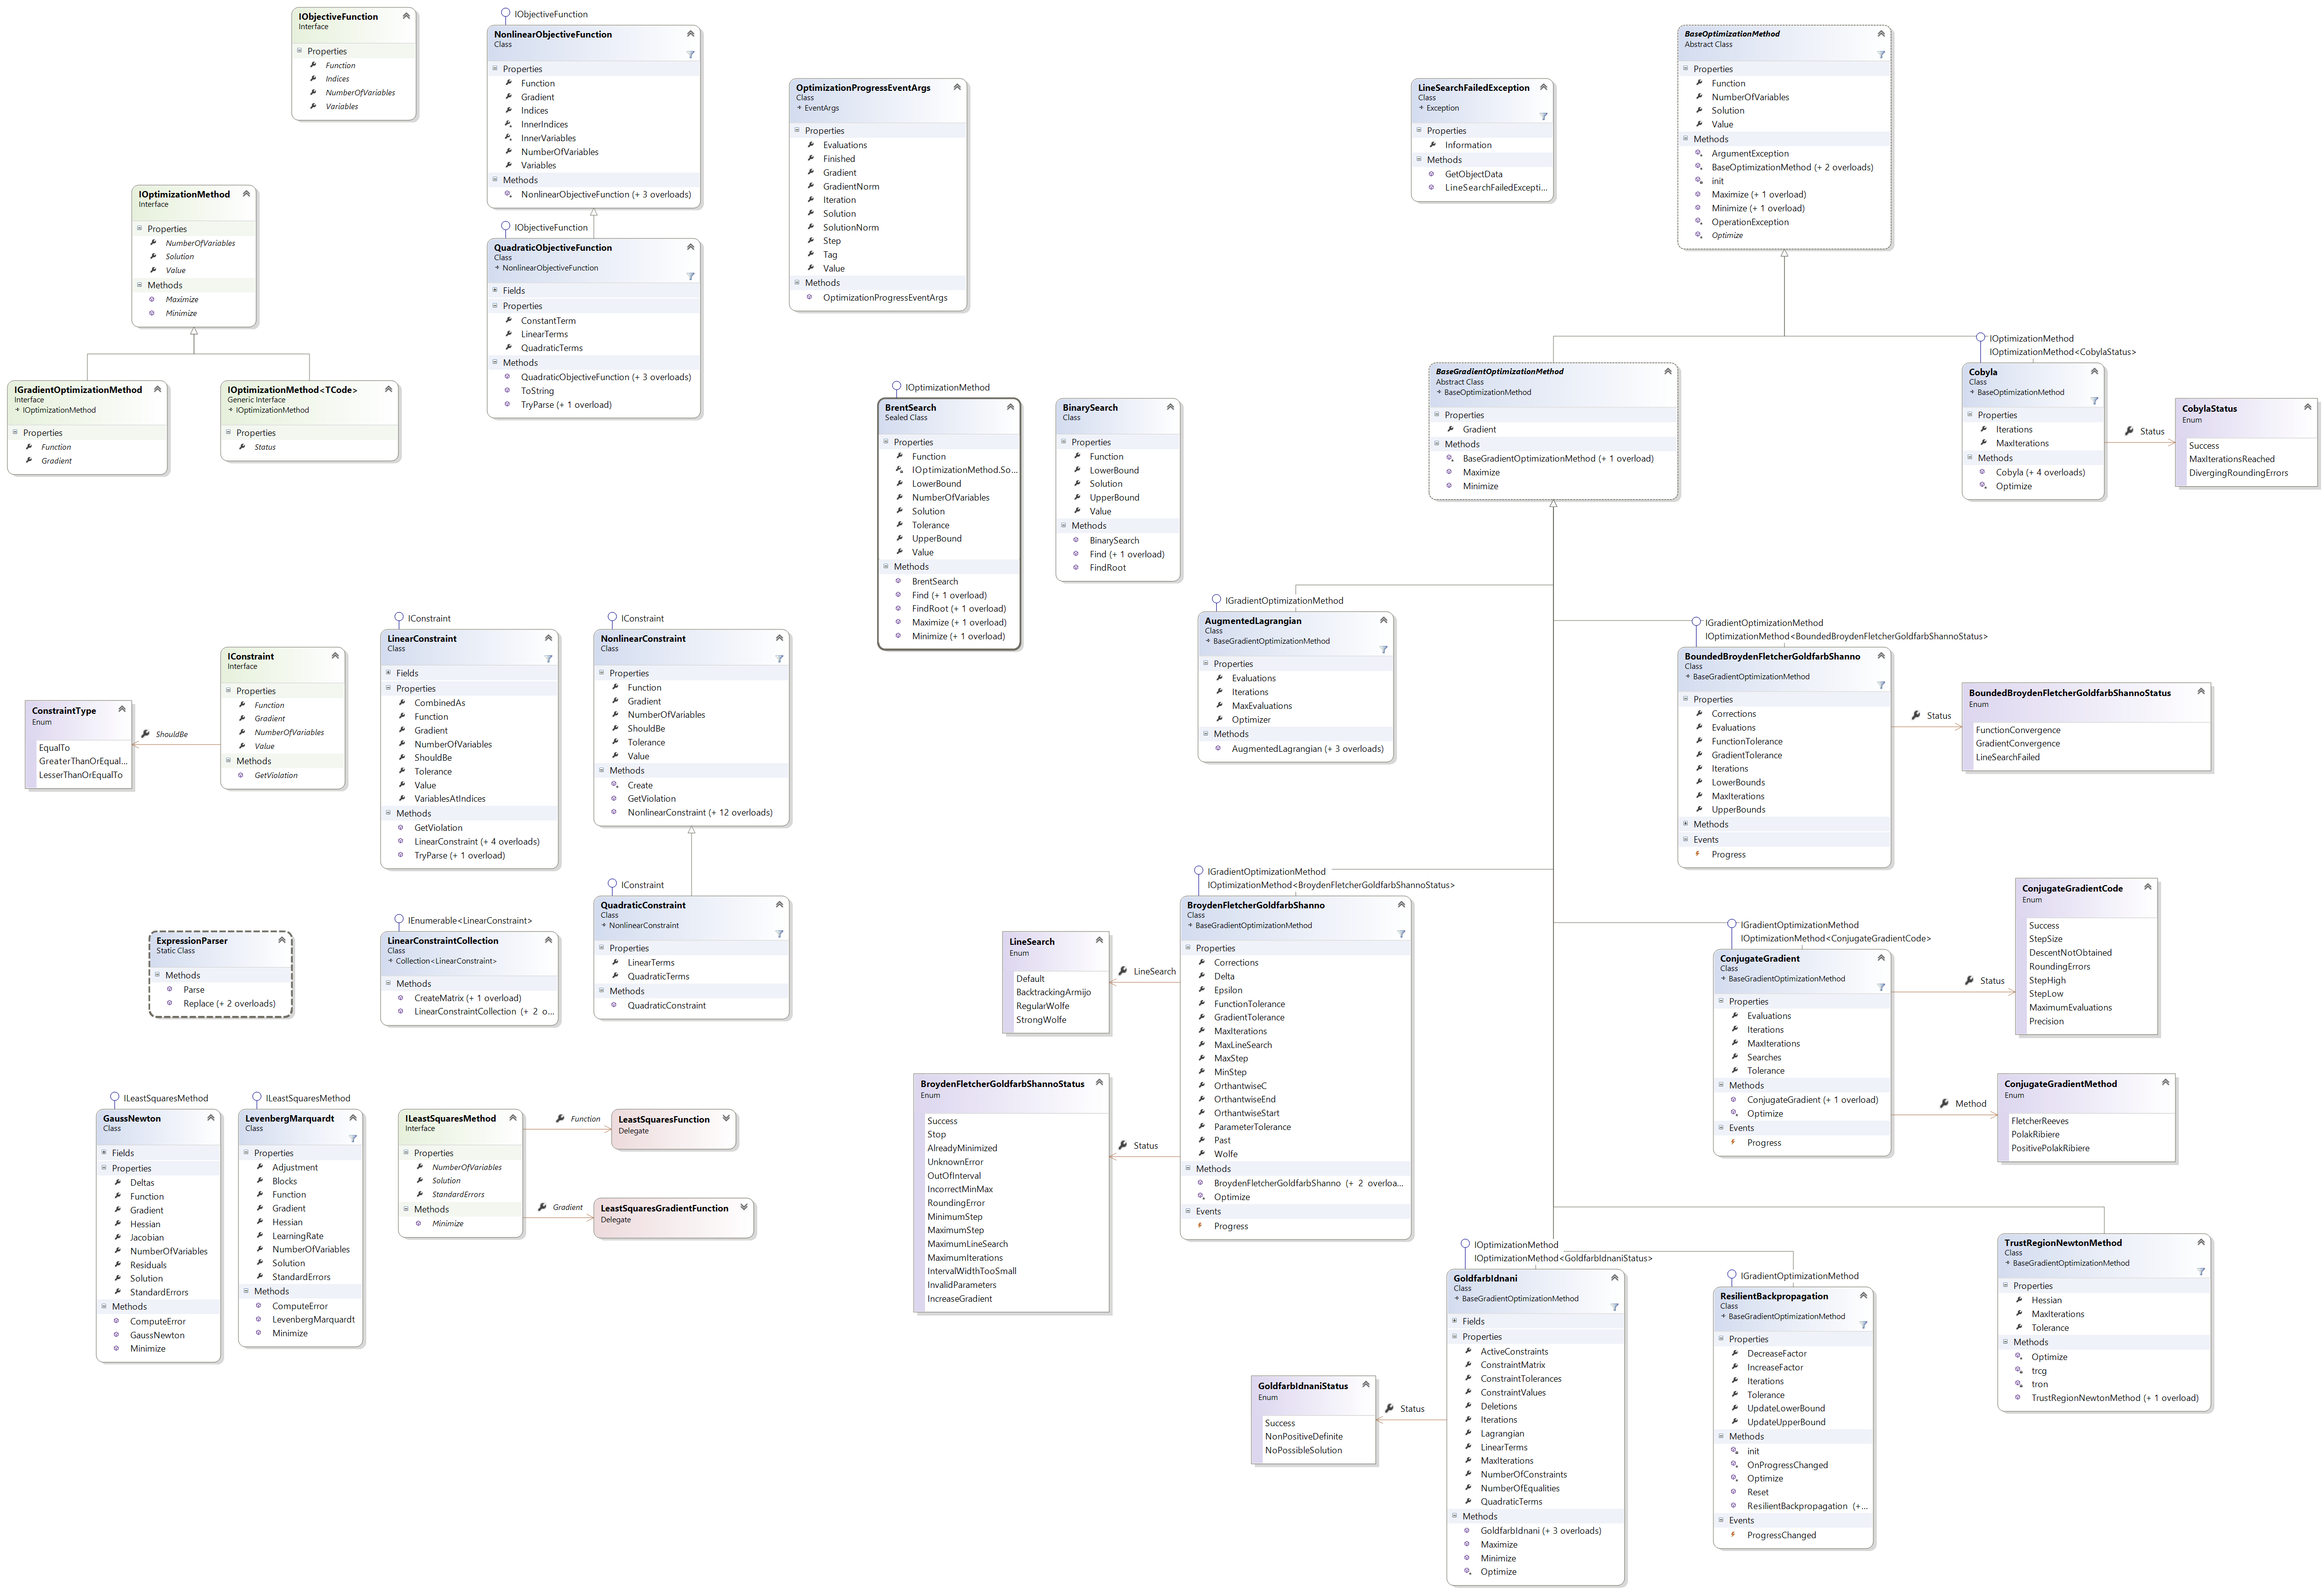 IObjectiveFunction
Interface
Properties
Function
Indices
NumberOfVariables
Variables
IObjectiveFunction
NonlinearObjectiveFunction
Class
Properties
Function
Gradient
Indices
InnerIndices
InnerVariables
NumberOfVariables
Variables
Methods
NonlinearObjectiveFunction (+ 3 overloads)
IObjectiveFunction
QuadraticObjectiveFunction
Class
NonlinearObjectiveFunction
Fields
Properties
ConstantTerm
LinearTerms
QuadraticTerms
Methods
QuadraticObjectiveFunction (+ 3 overloads)
ToString
TryParse (+ 1 overload)
OptimizationProgressEventArgs
Class
EventArgs
Properties
Evaluations
Finished
Gradient
GradientNorm
Iteration
Solution
SolutionNorm
Step
Tag
Value
Methods
OptimizationProgressEventArgs
LineSearchFailedException
Class
Exception
Properties
Information
Methods
GetObjectData
LineSearchFailedExcepti...
BaseOptimizationMethod
Abstract Class
Properties
Function
NumberOfVariables
Solution
Value
Methods
ArgumentException
BaseOptimizationMethod (+ 2 overloads)
init
Maximize (+ 1 overload)
Minimize (+ 1 overload)
OperationException
Optimize
IOptimizationMethod
Interface
Properties
NumberOfVariables
Solution
Value
Methods
Maximize
Minimize
IGradientOptimizationMethod
Interface
IOptimizationMethod
Properties
Function
Gradient
IOptimizationMethod<TCode>
Generic Interface
IOptimizationMethod
Properties
Status
IOptimizationMethod
BrentSearch
Sealed Class
Properties
Function
IOptimizationMethod.So...
LowerBound
NumberOfVariables
Solution
Tolerance
UpperBound
Value
Methods
BrentSearch
Find (+ 1 overload)
FindRoot (+ 1 overload)
Maximize (+ 1 overload)
Minimize (+ 1 overload)
BinarySearch
Class
Properties
Function
LowerBound
Solution
UpperBound
Value
Methods
BinarySearch
Find (+ 1 overload)
FindRoot
BaseGradientOptimizationMethod
Abstract Class
BaseOptimizationMethod
Properties
Gradient
Methods
BaseGradientOptimizationMethod (+ 1 overload)
Maximize
Minimize
IOptimizationMethod
IOptimizationMethod<CobylaStatus>
Cobyla
Class
BaseOptimizationMethod
Properties
Iterations
MaxIterations
Methods
Cobyla (+ 4 overloads)
Optimize
Status
CobylaStatus
Enum
Success
MaxIterationsReached
DivergingRoundingErrors
ConstraintType
Enum
EqualTo
GreaterThanOrEqual...
LesserThanOrEqualTo
ShouldBe
IConstraint
Interface
Properties
Function
Gradient
NumberOfVariables
Value
Methods
GetViolation
IConstraint
LinearConstraint
Class
Fields
Properties
CombinedAs
Function
Gradient
NumberOfVariables
ShouldBe
Tolerance
Value
VariablesAtIndices
Methods
GetViolation
LinearConstraint (+ 4 overloads)
TryParse (+ 1 overload)
IConstraint
NonlinearConstraint
Class
Properties
Function
Gradient
NumberOfVariables
ShouldBe
Tolerance
Value
Methods
Create
GetViolation
NonlinearConstraint (+ 12 overloads)
IGradientOptimizationMethod
AugmentedLagrangian
Class
BaseGradientOptimizationMethod
Properties
Evaluations
Iterations
MaxEvaluations
Optimizer
Methods
AugmentedLagrangian (+ 3 overloads)
IGradientOptimizationMethod
IOptimizationMethod<BoundedBroydenFletcherGoldfarbShannoStatus>
BoundedBroydenFletcherGoldfarbShanno
Class
BaseGradientOptimizationMethod
Properties
Corrections
Evaluations
FunctionTolerance
GradientTolerance
Iterations
LowerBounds
MaxIterations
UpperBounds
Methods
Events
Progress
Status
BoundedBroydenFletcherGoldfarbShannoStatus
Enum
FunctionConvergence
GradientConvergence
LineSearchFailed
ExpressionParser
Static Class
Methods
Parse
Replace (+ 2 overloads)
IEnumerable<LinearConstraint>
LinearConstraintCollection
Class
Collection<LinearConstraint>
Methods
CreateMatrix (+ 1 overload)
LinearConstraintCollection (+ 2 o...
IConstraint
QuadraticConstraint
Class
NonlinearConstraint
Properties
LinearTerms
QuadraticTerms
Methods
QuadraticConstraint
LineSearch
Enum
Default
BacktrackingArmijo
RegularWolfe
StrongWolfe
LineSearch
IGradientOptimizationMethod
IOptimizationMethod<BroydenFletcherGoldfarbShannoStatus>
BroydenFletcherGoldfarbShanno
Class
BaseGradientOptimizationMethod
Properties
Corrections
Delta
Epsilon
FunctionTolerance
GradientTolerance
MaxIterations
MaxLineSearch
MaxStep
MinStep
OrthantwiseC
OrthantwiseEnd
OrthantwiseStart
ParameterTolerance
Past
Wolfe
Methods
BroydenFletcherGoldfarbShanno (+ 2 overloa...
Optimize
Events
Progress
Status
BroydenFletcherGoldfarbShannoStatus
Enum
Success
Stop
AlreadyMinimized
UnknownError
OutOfInterval
IncorrectMinMax
RoundingError
MinimumStep
MaximumStep
MaximumLineSearch
MaximumIterations
IntervalWidthTooSmall
InvalidParameters
IncreaseGradient
IGradientOptimizationMethod
IOptimizationMethod<ConjugateGradientCode>
ConjugateGradient
Class
BaseGradientOptimizationMethod
Properties
Evaluations
Iterations
MaxIterations
Searches
Tolerance
Methods
ConjugateGradient (+ 1 overload)
Optimize
Events
Progress
Status
ConjugateGradientCode
Enum
Success
StepSize
DescentNotObtained
RoundingErrors
StepHigh
StepLow
MaximumEvaluations
Precision
Method
ConjugateGradientMethod
Enum
FletcherReeves
PolakRibiere
PositivePolakRibiere
ILeastSquaresMethod
GaussNewton
Class
Fields
Properties
Deltas
Function
Gradient
Hessian
Jacobian
NumberOfVariables
Residuals
Solution
StandardErrors
Methods
ComputeError
GaussNewton
Minimize
ILeastSquaresMethod
LevenbergMarquardt
Class
Properties
Adjustment
Blocks
Function
Gradient
Hessian
LearningRate
NumberOfVariables
Solution
StandardErrors
Methods
ComputeError
LevenbergMarquardt
Minimize
ILeastSquaresMethod
Interface
Properties
NumberOfVariables
Solution
StandardErrors
Methods
Minimize
Function
LeastSquaresFunction
Delegate
Gradient
LeastSquaresGradientFunction
Delegate
IOptimizationMethod
IOptimizationMethod<GoldfarbIdnaniStatus>
GoldfarbIdnani
Class
BaseGradientOptimizationMethod
Fields
Properties
ActiveConstraints
ConstraintMatrix
ConstraintTolerances
ConstraintValues
Deletions
Iterations
Lagrangian
LinearTerms
MaxIterations
NumberOfConstraints
NumberOfEqualities
QuadraticTerms
Methods
GoldfarbIdnani (+ 3 overloads)
Maximize
Minimize
Optimize
Status
GoldfarbIdnaniStatus
Enum
Success
NonPositiveDefinite
NoPossibleSolution
IGradientOptimizationMethod
ResilientBackpropagation
Class
BaseGradientOptimizationMethod
Properties
DecreaseFactor
IncreaseFactor
Iterations
Tolerance
UpdateLowerBound
UpdateUpperBound
Methods
init
OnProgressChanged
Optimize
Reset
ResilientBackpropagation (+...
Events
ProgressChanged
TrustRegionNewtonMethod
Class
BaseGradientOptimizationMethod
Properties
Hessian
MaxIterations
Tolerance
Methods
Optimize
trcg
tron
TrustRegionNewtonMethod (+ 1 overload)